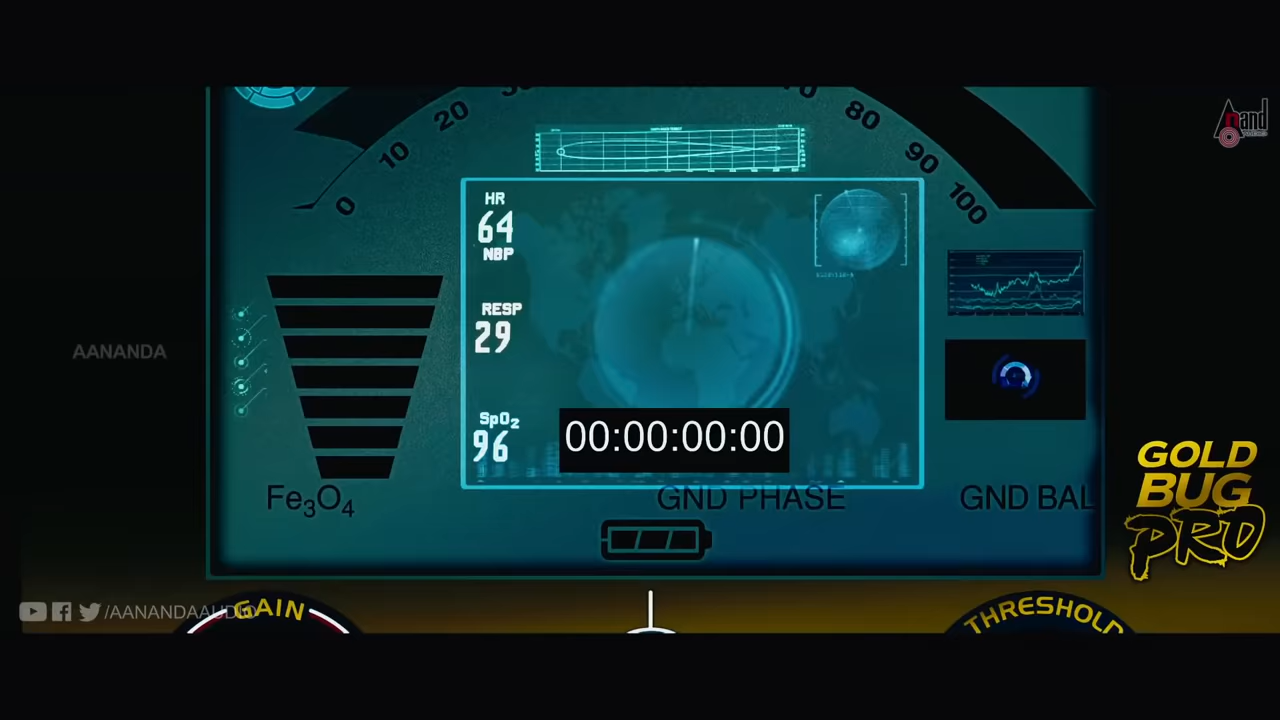 20
80
10
90
0
100
HR
64
NBP
RESP
29
SpO₂
96
00:00:00:00
Fe₃O₄
GND PHASE
GND BAL
AANANDA
GOLD
BUG
PRO
/AANANDAAUDIO
GAIN
THRESHOLD
Anand